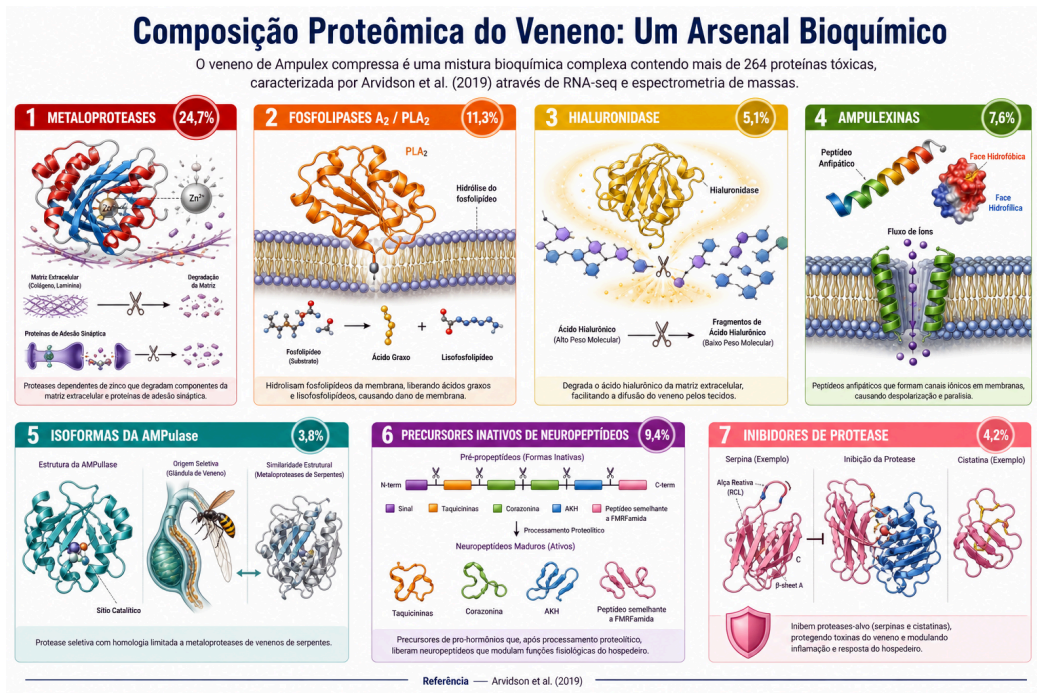 Composição Proteômica do Veneno: Um Arsenal Bioquímico
O veneno de Ampulex compressa é uma mistura bioquímica complexa contendo mais de 264 proteínas tóxicas,
caracterizada por Arvidson et al. (2019) através de RNA-seq e espectrometria de massas.
1 METALOPROTEASES 24,7%
Zn²⁺
Zn²⁺
Matriz Extracelular
(Colágeno, Laminina)
Degradação
da Matriz
Proteínas de Adesão Sináptica
Proteases dependentes de zinco que degradam componentes da
matriz extracelular e proteínas de adesão sináptica.
2 FOSFOLIPASES A₂ / PLA₂ 11,3%
PLA₂
Hidrólise do
fosfolipídeo
Fosfolipídeo
(Substrato)
Ácido Graxo
+
Lisofosfolipídeo
Hidrolisam fosfolipídeos da membrana, liberando ácidos graxos
e lisofosfolipídeos, causando dano de membrana.
3 HIALURONIDASE 5,1%
Hialuronidase
Ácido Hialurônico
(Alto Peso Molecular)
Fragmentos de
Ácido Hialurônico
(Baixo Peso Molecular)
Degrada o ácido hialurônico da matriz extracelular,
facilitando a difusão do veneno pelos tecidos.
4 AMPULEXINAS 7,6%
Peptídeo
Anfipático
Face Hidrofóbica
Face
Hidrofílica
Fluxo de Íons
Peptídeos anfipáticos que formam canais iônicos em membranas,
causando despolarização e paralisia.
5 ISOFORMAS DA AMPulase 3,8%
Estrutura da AMPUllase
Sítio Catalítico
Origem Seletiva
(Glândula de Veneno)
Similaridade Estrutural
(Metaloproteases de Serpentes)
Protease seletiva com homologia limitada a metaloproteases de venenos de serpentes.
6 PRECURSORES INATIVOS DE NEUROPEPTÍDEOS 9,4%
Pré-propeptídeos (Formas Inativas)
N-term
C-term
Sinal
Taquicininas
Corazonina
AKH
Peptídeo semelhante
a FMRFamida
Processamento Proteolítico
Neuropeptídeos Maduros (Ativos)
Taquicininas
Corazonina
AKH
Peptídeo semelhante
a FMRFamida
Precursores de pro-hormônios que, após processamento proteolítico,
liberam neuropeptídeos que modulam funções fisiológicas do hospedeiro.
7 INIBIDORES DE PROTEASE 4,2%
Serpina (Exemplo)
Alça Reativa
(RCL)
C
β-sheet A
Inibição da Protease
Cistatina (Exemplo)
Inibem proteases-alvo (serpinas e cistatinas),
protegendo toxinas do veneno e modulando
inflamação e resposta do hospedeiro.
Referência — Arvidson et al. (2019)